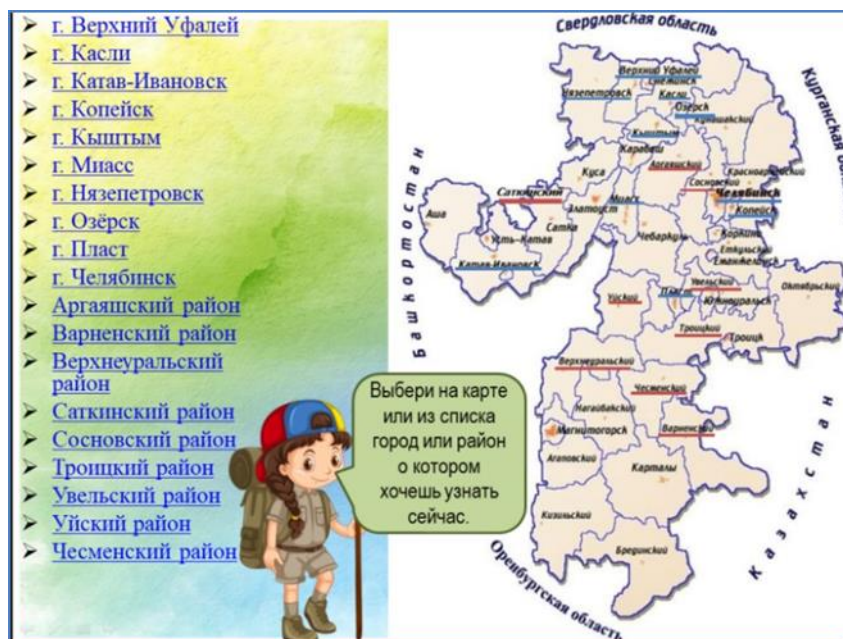 г. Верхний Уфалей
г. Касли
г. Катав-Ивановск
г. Копейск
г. Кыштым
г. Миасс
г. Нязепетровск
г. Озёрск
г. Пласт
г. Челябинск
Аргаяшский район
Варненский район
Верхнеуральский
район
Саткинский район
Сосновский район
Троицкий район
Увельский район
Уйский район
Чесменский район
Выбери на карте
или из списка
город или район
о котором
хочешь узнать
сейчас.
Свердловская область
Курганская
Башкортостан
Казахстан
Оренбургская область
Верхний Уфалей
Снежинск
Нязепетровск
Касли
Озёрск
Кунашакский
Кыштым
Карабаш
Аргаяшский
Красноармейский
Куса
Сосновский
Саткинский
Челябинск
Миасс
Златоуст
Копейск
Аша
Сатка
Коркино
Усть-Катав
Чебаркуль
Еткульский
Еманжелинск
Катав-Ивановск
Увельский
Октябрьский
Уйский
Пласт
Южноуральск
Троицкий
Троицк
Верхнеуральский
Чесменский
Нагайбакский
Магнитогорск
Варненский
Агаповский
Карталы
Кизильский
Брединский